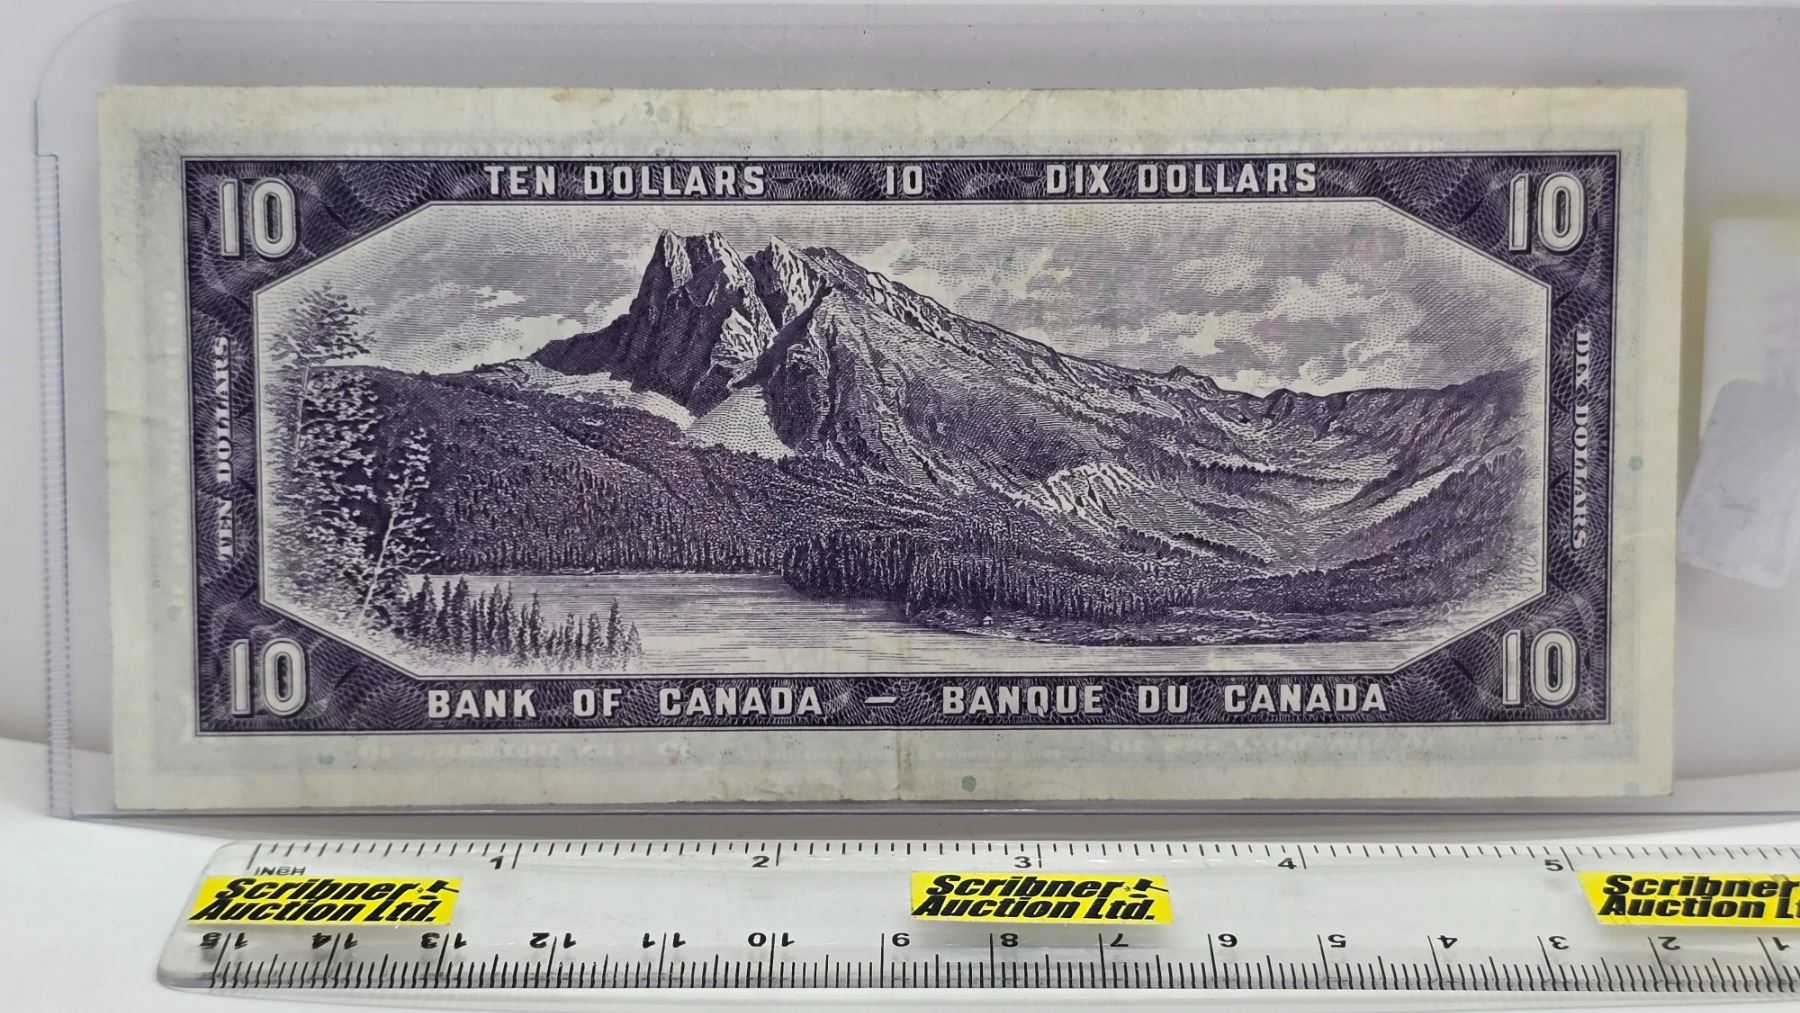 TEN DOLLARS 10 DIX DOLLARS
10 10
TEN DOLLARS
DIX DOLLARS
10 10
BANK OF CANADA — BANQUE DU CANADA
INCH 1 2 3 4 5
Scribner Auction Ltd.
Scribner Auction Ltd.
Scribner
Auction Lt
15 14 13 12 11 10 9 8 7 6 5 4 3 2 1